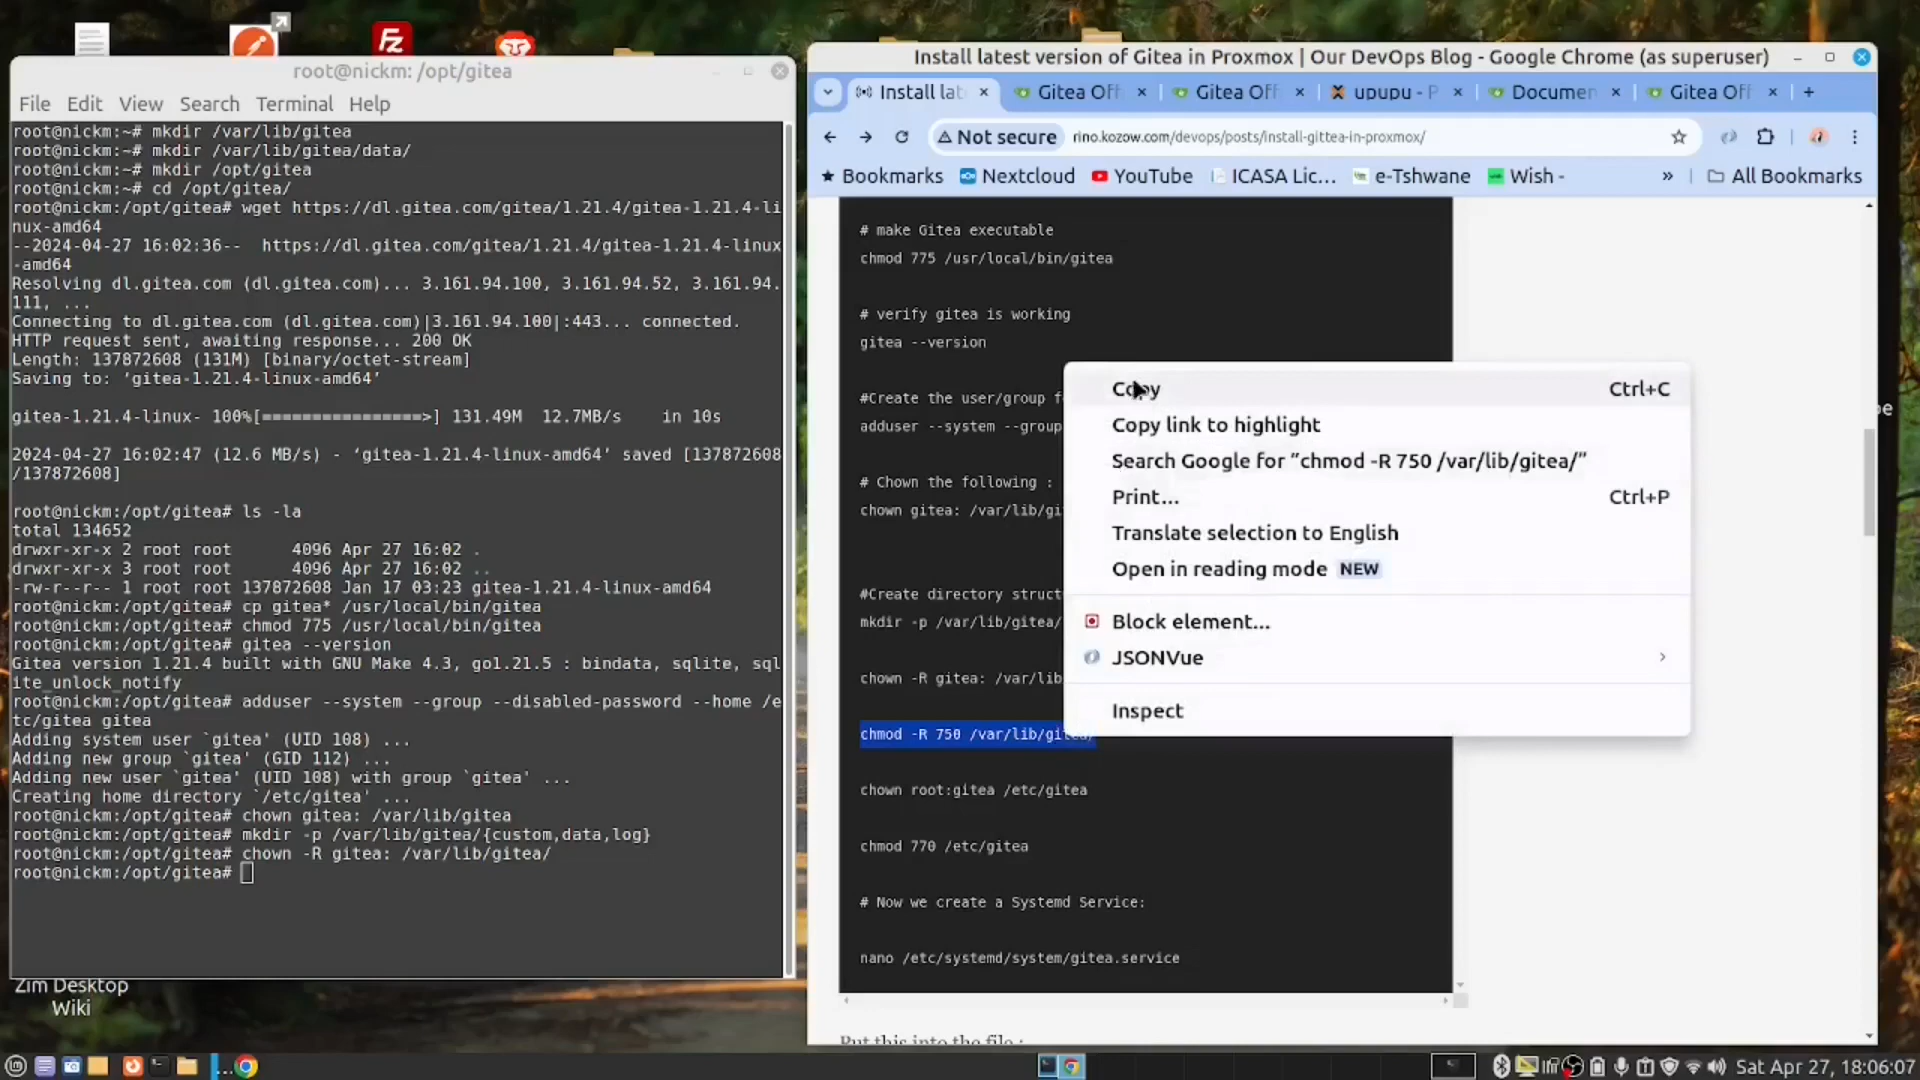 root@nickm: /opt/gitea
File Edit View Search Terminal Help
root@nickm:~# mkdir /var/lib/gitea
root@nickm:~# mkdir /var/lib/gitea/data/
root@nickm:~# mkdir /opt/gitea
root@nickm:~# cd /opt/gitea/
root@nickm:/opt/gitea# wget https://dl.gitea.com/gitea/1.21.4/gitea-1.21.4-li
nux-amd64
--2024-04-27 16:02:36-- https://dl.gitea.com/gitea/1.21.4/gitea-1.21.4-linux
-amd64
Resolving dl.gitea.com (dl.gitea.com)... 3.161.94.100, 3.161.94.52, 3.161.94.
111, ...
Connecting to dl.gitea.com (dl.gitea.com)|3.161.94.100|:443... connected.
HTTP request sent, awaiting response... 200 OK
Length: 137872608 (131M) [binary/octet-stream]
Saving to: ‘gitea-1.21.4-linux-amd64’
gitea-1.21.4-linux- 100%[================>] 131.49M 12.7MB/s in 10s
2024-04-27 16:02:47 (12.6 MB/s) - ‘gitea-1.21.4-linux-amd64’ saved [137872608
/137872608]
root@nickm:/opt/gitea# ls -la
total 134652
drwxr-xr-x 2 root root 4096 Apr 27 16:02 .
drwxr-xr-x 3 root root 4096 Apr 27 16:02 ..
-rw-r--r-- 1 root root 137872608 Jan 17 03:23 gitea-1.21.4-linux-amd64
root@nickm:/opt/gitea# cp gitea* /usr/local/bin/gitea
root@nickm:/opt/gitea# chmod 775 /usr/local/bin/gitea
root@nickm:/opt/gitea# gitea --version
Gitea version 1.21.4 built with GNU Make 4.3, go1.21.5 : bindata, sqlite, sql
ite_unlock_notify
root@nickm:/opt/gitea# adduser --system --group --disabled-password --home /e
tc/gitea gitea
Adding system user `gitea' (UID 108) ...
Adding new group `gitea' (GID 112) ...
Adding new user `gitea' (UID 108) with group `gitea' ...
Creating home directory `/etc/gitea' ...
root@nickm:/opt/gitea# chown gitea: /var/lib/gitea
root@nickm:/opt/gitea# mkdir -p /var/lib/gitea/{custom,data,log}
root@nickm:/opt/gitea# chown -R gitea: /var/lib/gitea/
root@nickm:/opt/gitea#
Zim Desktop
Wiki
Install latest version of Gitea in Proxmox | Our DevOps Blog - Google Chrome (as superuser)
Install lat Gitea Off Gitea Off upupu - P Documen Gitea Off
Not secure rino.kozow.com/devops/posts/install-gittea-in-proxmox/
Bookmarks Nextcloud YouTube ICASA Lic... e-Tshwane Wish - » All Bookmarks
# make Gitea executable
chmod 775 /usr/local/bin/gitea
# verify gitea is working
gitea --version
#Create the user/group f
adduser --system --group
# Chown the following :
chown gitea: /var/lib/gi
#Create directory struct
mkdir -p /var/lib/gitea/
chown -R gitea: /var/lib
chmod -R 750 /var/lib/gitea/
chown root:gitea /etc/gitea
chmod 770 /etc/gitea
# Now we create a Systemd Service:
nano /etc/systemd/system/gitea.service
Put this into the file :
Copy Ctrl+C
Copy link to highlight
Search Google for “chmod -R 750 /var/lib/gitea/”
Print... Ctrl+P
Translate selection to English
Open in reading mode NEW
Block element...
JSONVue
Inspect
Sat Apr 27, 18:06:07